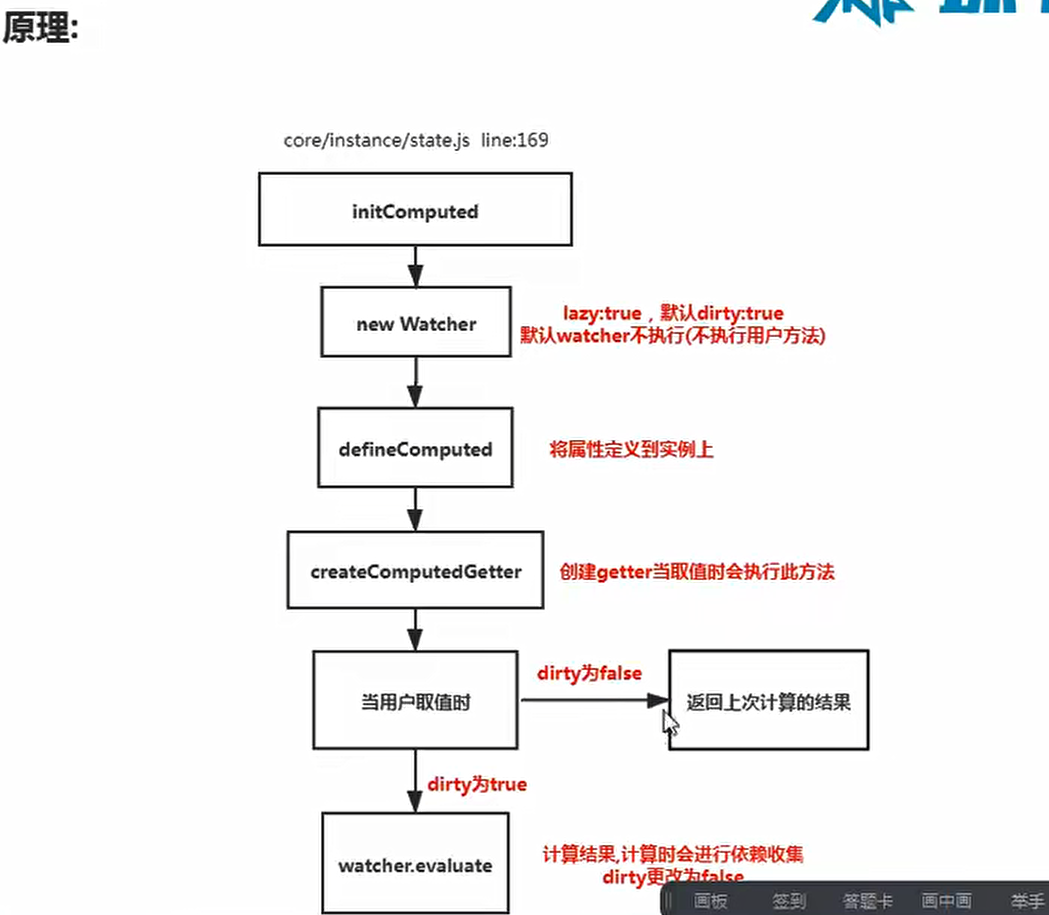 原理:
core/instance/state.js line:169
initComputed
new Watcher
lazy:true，默认dirty:true
默认watcher不执行(不执行用户方法)
defineComputed
将属性定义到实例上
createComputedGetter
创建getter当取值时会执行此方法
当用户取值时
dirty为false
返回上次计算的结果
dirty为true
watcher.evaluate
计算结果,计算时会进行依赖收集
dirty更改为false
画板 签到 答题卡 画中画 举手